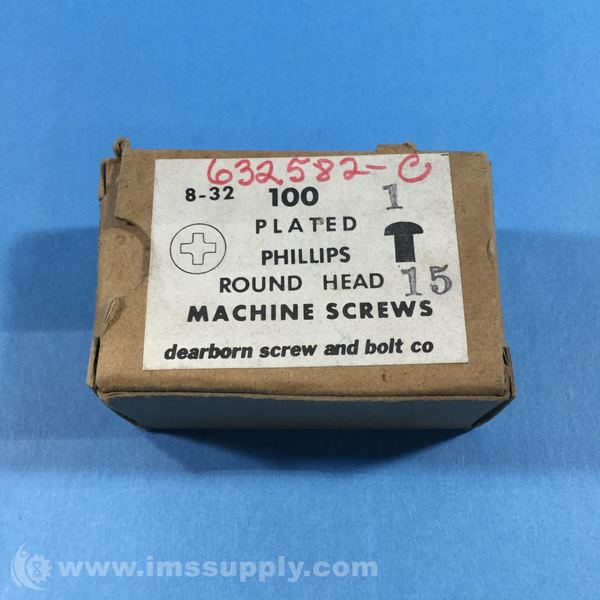 632582-C
8-32 100 1
PLATED
PHILLIPS
ROUND HEAD 15
MACHINE SCREWS
dearborn screw and bolt co
www.imssupply.com